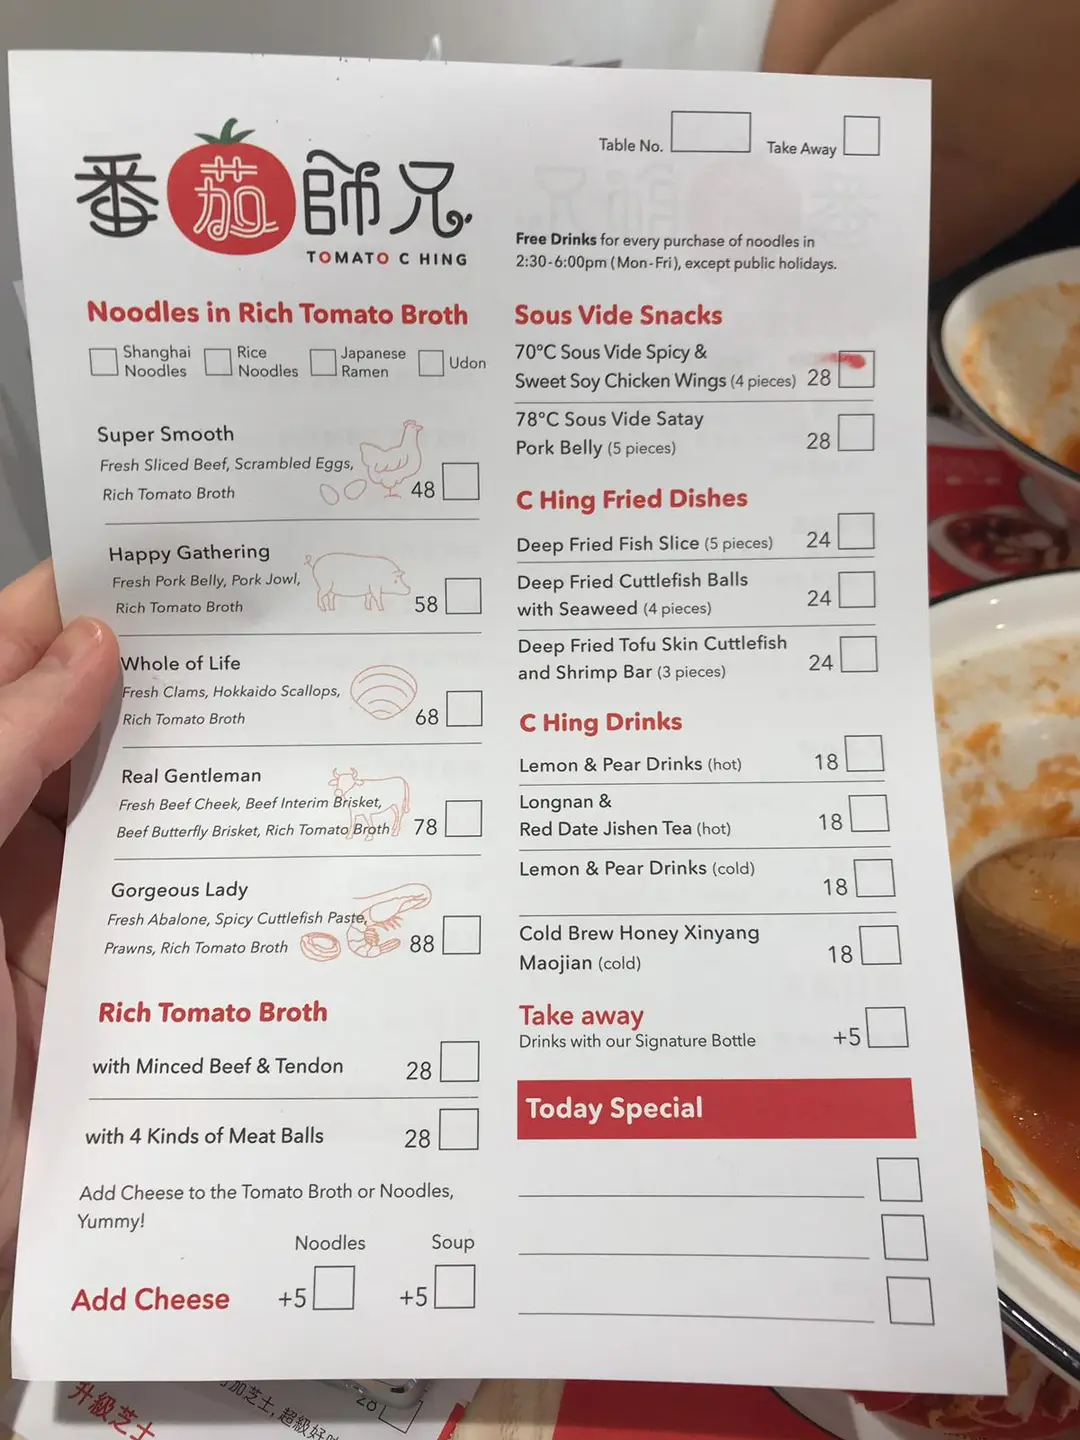 番茄師兄
TOMATO C HING
Table No.
Take Away
Free Drinks for every purchase of noodles in
2:30-6:00pm (Mon-Fri), except public holidays.
Noodles in Rich Tomato Broth
Shanghai Noodles
Rice Noodles
Japanese Ramen
Udon
Super Smooth
Fresh Sliced Beef, Scrambled Eggs,
Rich Tomato Broth 48
Happy Gathering
Fresh Pork Belly, Pork Jowl,
Rich Tomato Broth 58
Whole of Life
Fresh Clams, Hokkaido Scallops,
Rich Tomato Broth 68
Real Gentleman
Fresh Beef Cheek, Beef Interim Brisket,
Beef Butterfly Brisket, Rich Tomato Broth 78
Gorgeous Lady
Fresh Abalone, Spicy Cuttlefish Paste,
Prawns, Rich Tomato Broth 88
Rich Tomato Broth
with Minced Beef & Tendon 28
with 4 Kinds of Meat Balls 28
Add Cheese to the Tomato Broth or Noodles,
Yummy!
Noodles Soup
Add Cheese +5 +5
Sous Vide Snacks
70°C Sous Vide Spicy &
Sweet Soy Chicken Wings (4 pieces) 28
78°C Sous Vide Satay
Pork Belly (5 pieces) 28
C Hing Fried Dishes
Deep Fried Fish Slice (5 pieces) 24
Deep Fried Cuttlefish Balls
with Seaweed (4 pieces) 24
Deep Fried Tofu Skin Cuttlefish
and Shrimp Bar (3 pieces) 24
C Hing Drinks
Lemon & Pear Drinks (hot) 18
Longnan &
Red Date Jishen Tea (hot) 18
Lemon & Pear Drinks (cold)
18
Cold Brew Honey Xinyang
Maojian (cold) 18
Take away
Drinks with our Signature Bottle +5
Today Special
升級芝士
加芝士, 超級好
28